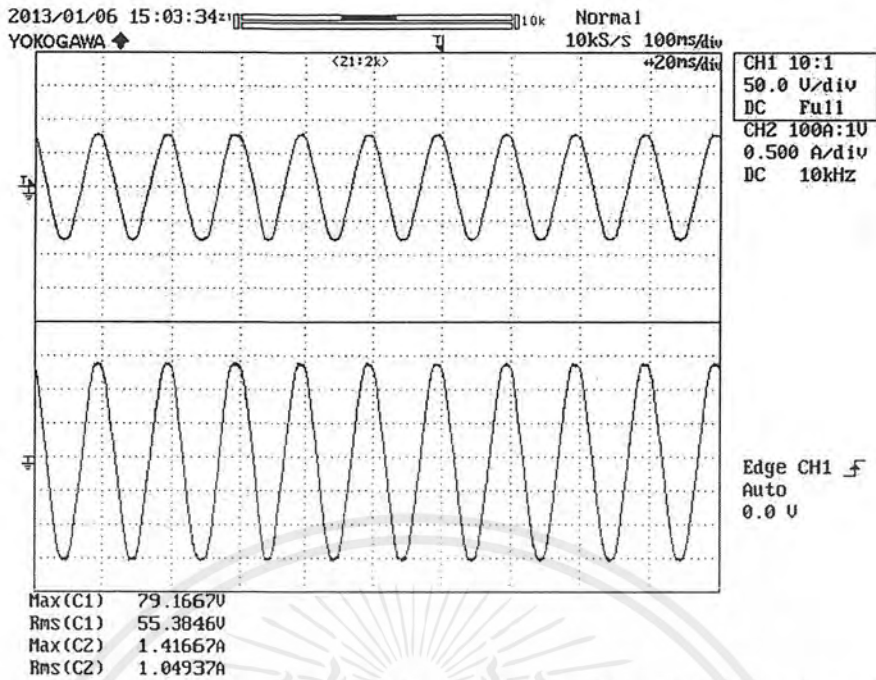 2013/01/06 15:03:34 Z1 10k Normal
YOKOGAWA 10kS/s 100ms/div
<21:2k> 20ms/div
CH1 10:1
50.0 V/div
DC Full
CH2 100A:1V
0.500 A/div
DC 10kHz
Edge CH1
Auto
0.0 V
Max(C1) 79.1667V
Rms(C1) 55.3846V
Max(C2) 1.41667A
Rms(C2) 1.04937A